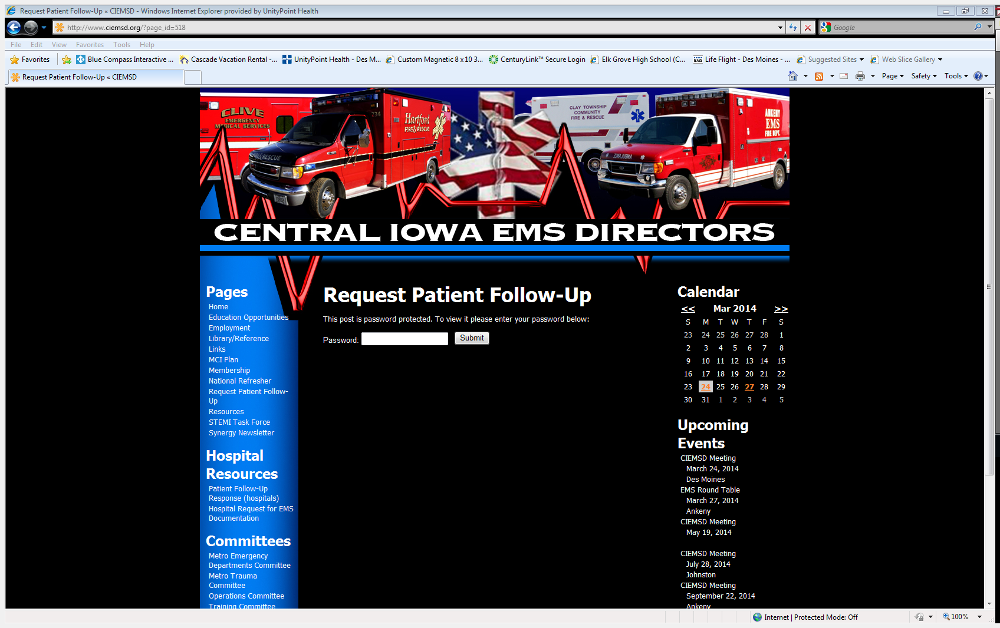 Request Patient Follow-Up « CIEMSD - Windows Internet Explorer provided by UnityPoint Health
http://www.ciemsd.org/?page_id=518
Google
File Edit View Favorites Tools Help
Favorites
Blue Compass Interactive ...
Cascade Vacation Rental -...
UnityPoint Health - Des M...
Custom Magnetic 8 x 10 3...
CenturyLink™ Secure Login
Elk Grove High School (C...
EMS Life Flight - Des Moines - ...
Suggested Sites
Web Slice Gallery
Request Patient Follow-Up « CIEMSD
Page Safety Tools
CLIVE
EMERGENCY
MEDICAL SERVICES
234
Hartford
FIRE & RESCUE
CLAY TOWNSHIP
COMMUNITY
FIRE & RESCUE
ANKENY
EMS
FIRE DEPT.
AMBULANCE
CENTRAL IOWA EMS DIRECTORS
Pages
Home
Education Opportunities
Employment
Library/Reference
Links
MCI Plan
Membership
National Refresher
Request Patient Follow-
Up
Resources
STEMI Task Force
Synergy Newsletter
Hospital
Resources
Patient Follow-Up
Response (hospitals)
Hospital Request for EMS
Documentation
Committees
Metro Emergency
Departments Committee
Metro Trauma
Committee
Operations Committee
Training Committee
Request Patient Follow-Up
This post is password protected. To view it please enter your password below:
Password: Submit
Calendar
<< Mar 2014 >>
S M T W T F S
23 24 25 26 27 28 1
2 3 4 5 6 7 8
9 10 11 12 13 14 15
16 17 18 19 20 21 22
23 24 25 26 27 28 29
30 31 1 2 3 4 5
Upcoming
Events
CIEMSD Meeting
March 24, 2014
Des Moines
EMS Round Table
March 27, 2014
Ankeny
CIEMSD Meeting
May 19, 2014
CIEMSD Meeting
July 28, 2014
Johnston
CIEMSD Meeting
September 22, 2014
Ankeny
Internet | Protected Mode: Off
100%